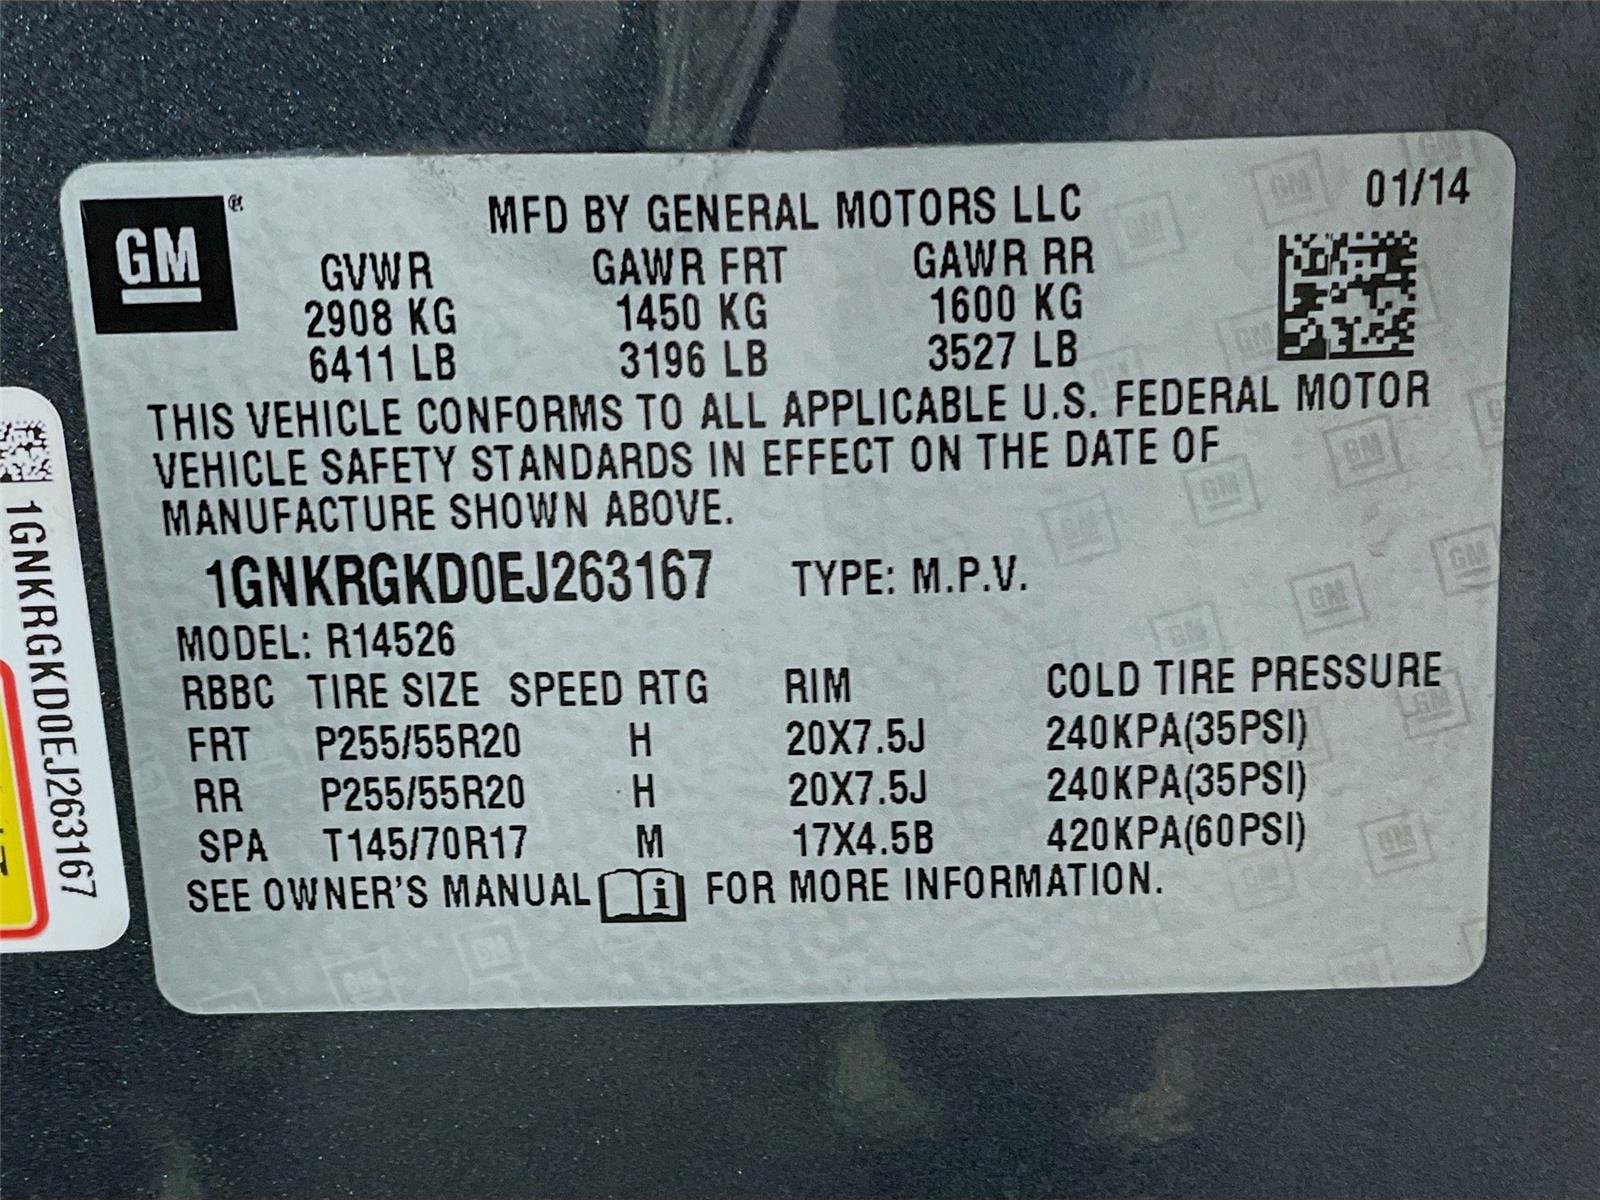 GM
MFD BY GENERAL MOTORS LLC 01/14
GVWR GAWR FRT GAWR RR
2908 KG 1450 KG 1600 KG
6411 LB 3196 LB 3527 LB
THIS VEHICLE CONFORMS TO ALL APPLICABLE U.S. FEDERAL MOTOR
VEHICLE SAFETY STANDARDS IN EFFECT ON THE DATE OF
MANUFACTURE SHOWN ABOVE.
1GNKRGKD0EJ263167 TYPE: M.P.V.
MODEL: R14526
RBBC TIRE SIZE SPEED RTG RIM COLD TIRE PRESSURE
FRT P255/55R20 H 20X7.5J 240KPA(35PSI)
RR P255/55R20 H 20X7.5J 240KPA(35PSI)
SPA T145/70R17 M 17X4.5B 420KPA(60PSI)
SEE OWNER'S MANUAL i FOR MORE INFORMATION.
1GNKRGKD0EJ263167